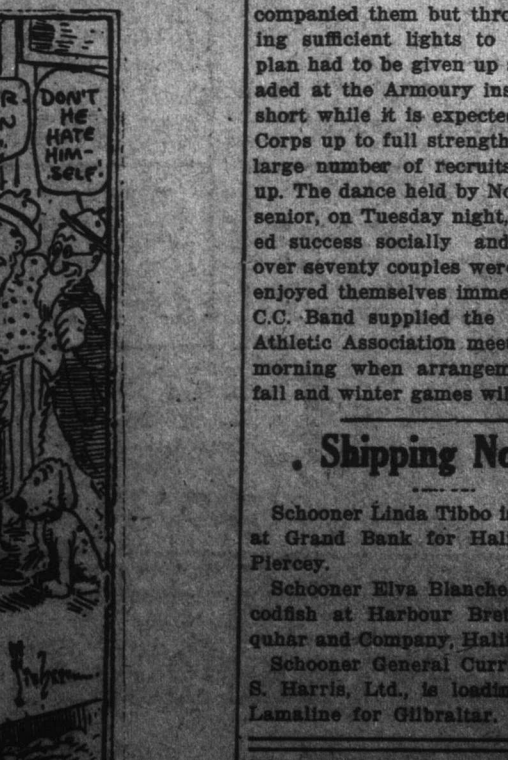 DON'T
HE
HATE
HIM-
SELF!
companied them but thro
ing sufficient lights to
plan had to be given up
aded at the Armoury ins
short while it is expected
Corps up to full strength
large number of recruits
up. The dance held by No
senior, on Tuesday night,
ed success socially and
over seventy couples were
enjoyed themselves imme
C.C. Band supplied the
Athletic Association meet
morning when arrangem
fall and winter games wil
Shipping No
Schooner Linda Tibbo i
at Grand Bank for Hali
Piercey.
Schooner Elva Blanche
codfish at Harbour Bret
quhar and Company, Halif
Schooner General Curr
S. Harris, Ltd., is loadin
Lamaline for Gibraltar.